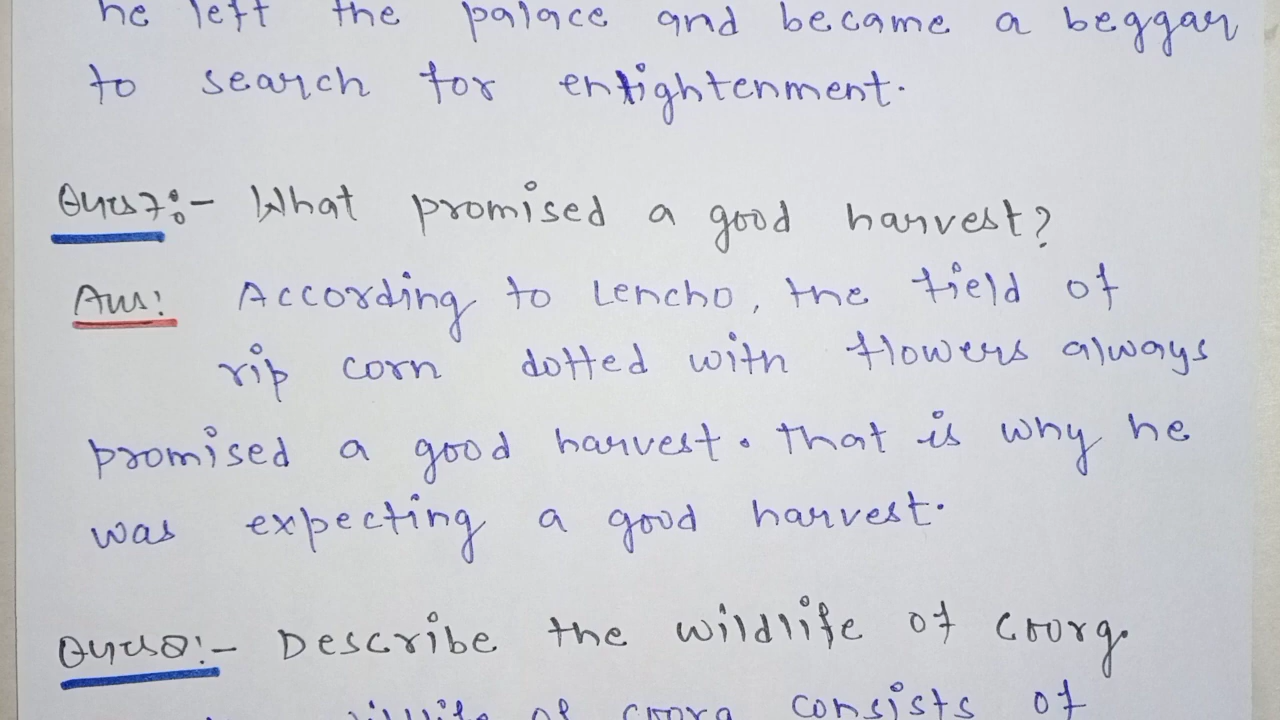 he left the palace and became a beggar
to search for enlightenment.
Ques7:- What promised a good harvest?
Ans: According to Lencho, the field of
rip corn dotted with flowers always
promised a good harvest. That is why he
was expecting a good harvest.
Ques8:- Describe the wildlife of Coorg.
wildlife of Coorg consists of